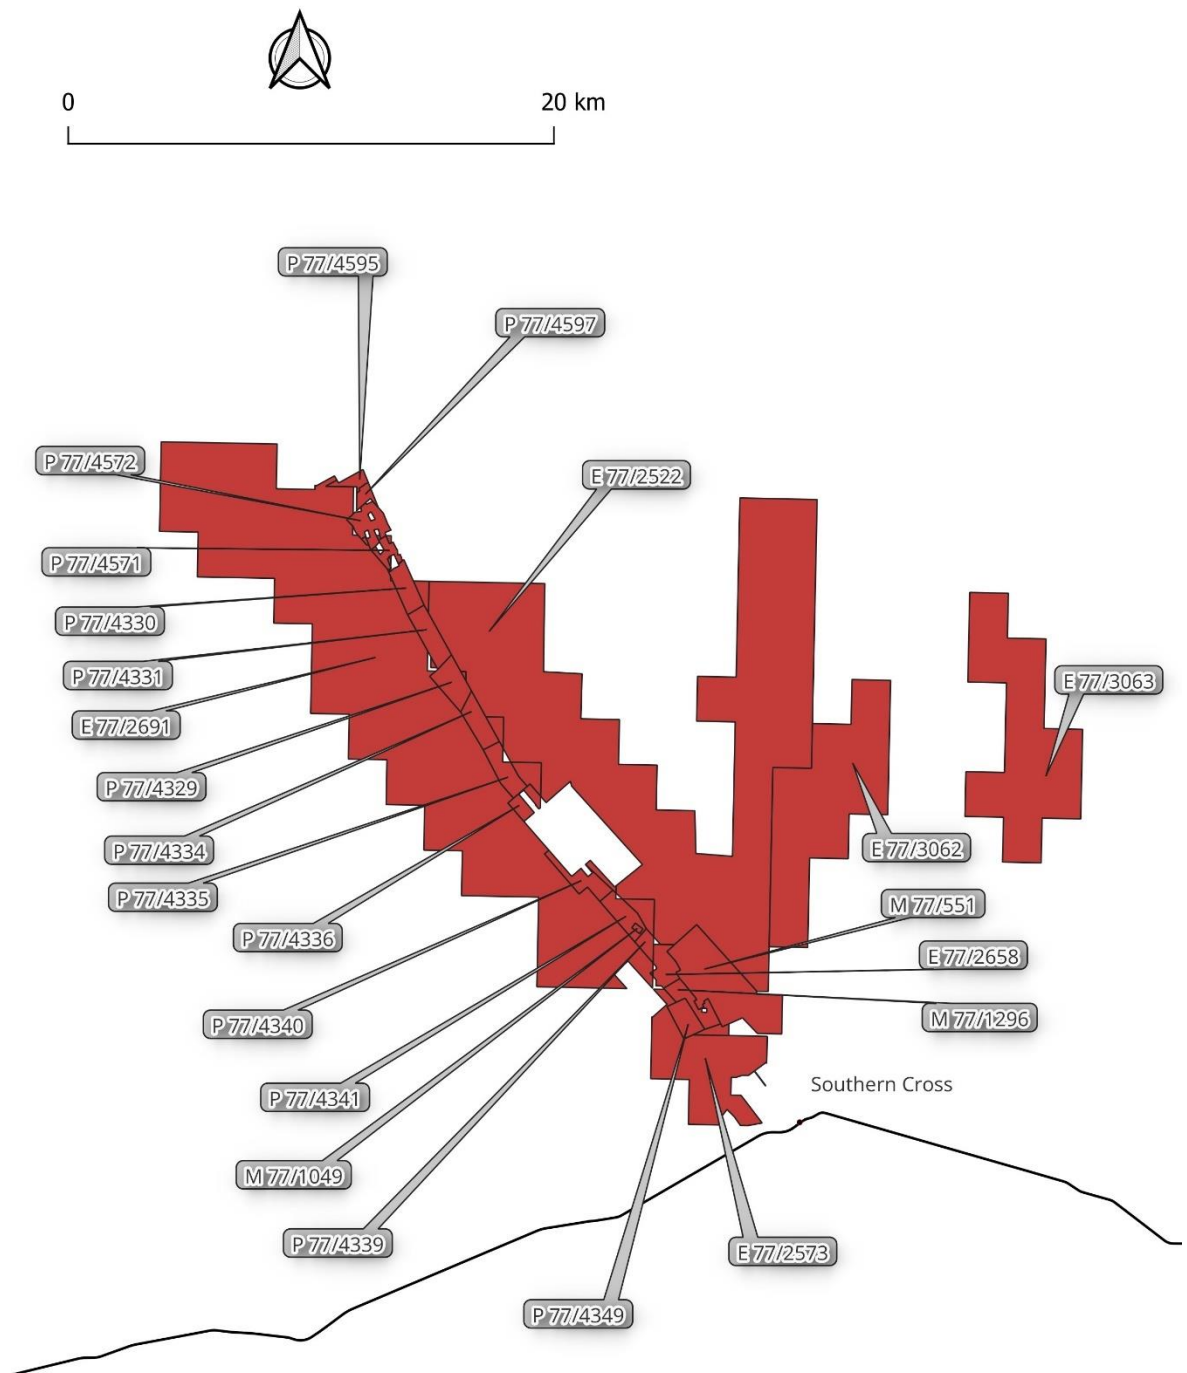 0 20 km
P 77/4595
P 77/4597
P 77/4572
E 77/2522
P 77/4571
P 77/4330
P 77/4331
E 77/3063
E 77/2691
P 77/4329
P 77/4334
E 77/3062
P 77/4335
M 77/551
P 77/4336
E 77/2658
M 77/1296
P 77/4340
Southern Cross
P 77/4341
M 77/1049
P 77/4339
E 77/2573
P 77/4349